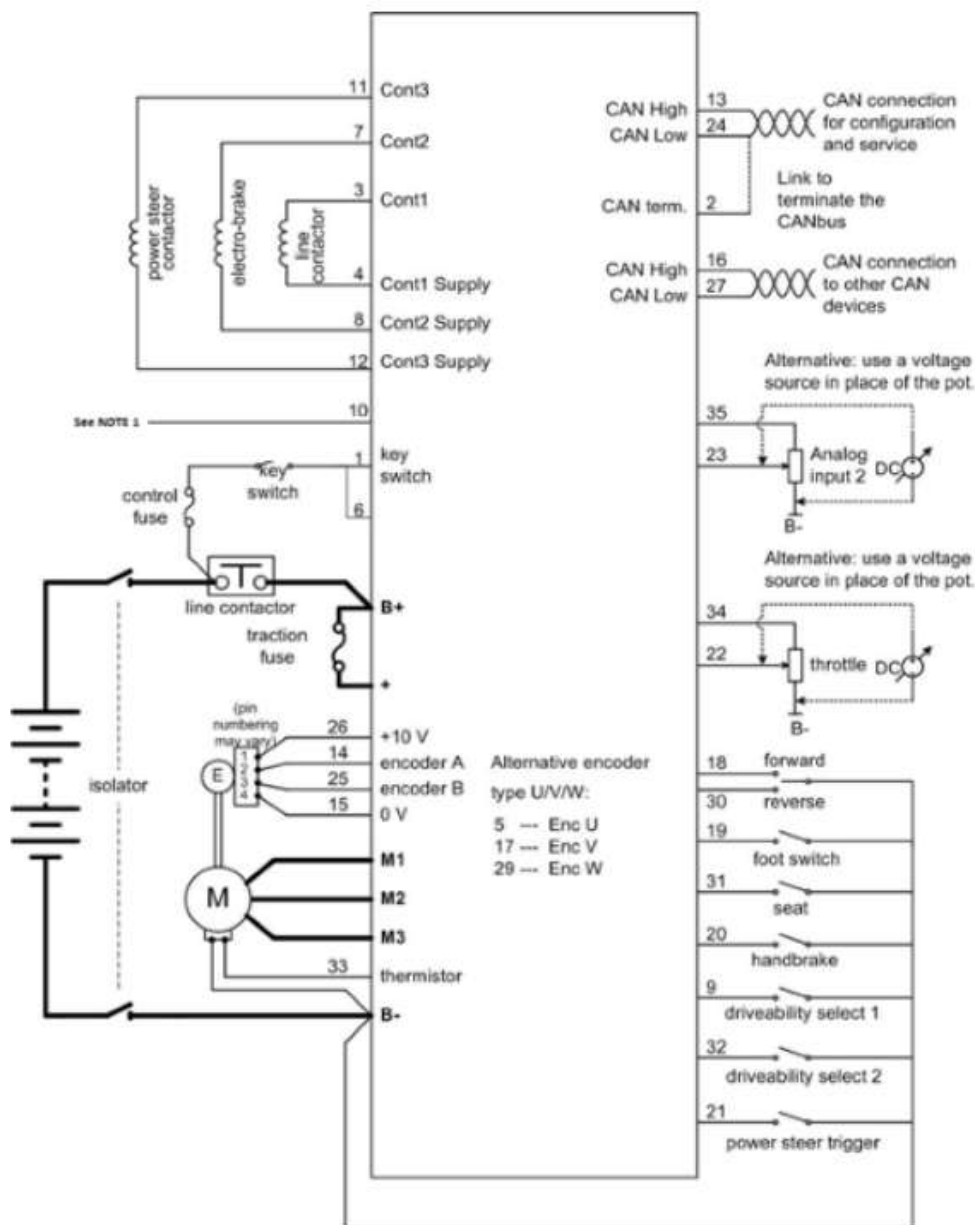 11 Cont3
7 Cont2
3 Cont1
power steer
contactor
electro-brake
line
contactor
4 Cont1 Supply
8 Cont2 Supply
12 Cont3 Supply
See NOTE 1
10
1 key
switch
key
switch
6
control
fuse
line contactor
B+
traction
fuse
+
(pin
numbering
may vary)
26 +10 V
14 encoder A
25 encoder B
15 0 V
E
isolator
M1
M
M2
M3
33 thermistor
B-
Alternative encoder
type U/V/W:
5 --- Enc U
17 --- Enc V
29 --- Enc W
CAN High 13
CAN Low 24
CAN connection
for configuration
and service
CAN term. 2
Link to
terminate the
CANbus
CAN High 16
CAN Low 27
CAN connection
to other CAN
devices
Alternative: use a voltage
source in place of the pot.
35
23
Analog
input 2
DC
B-
Alternative: use a voltage
source in place of the pot.
34
22
throttle
DC
B-
18 forward
30 reverse
19 foot switch
31 seat
20 handbrake
9 driveability select 1
32 driveability select 2
21 power steer trigger